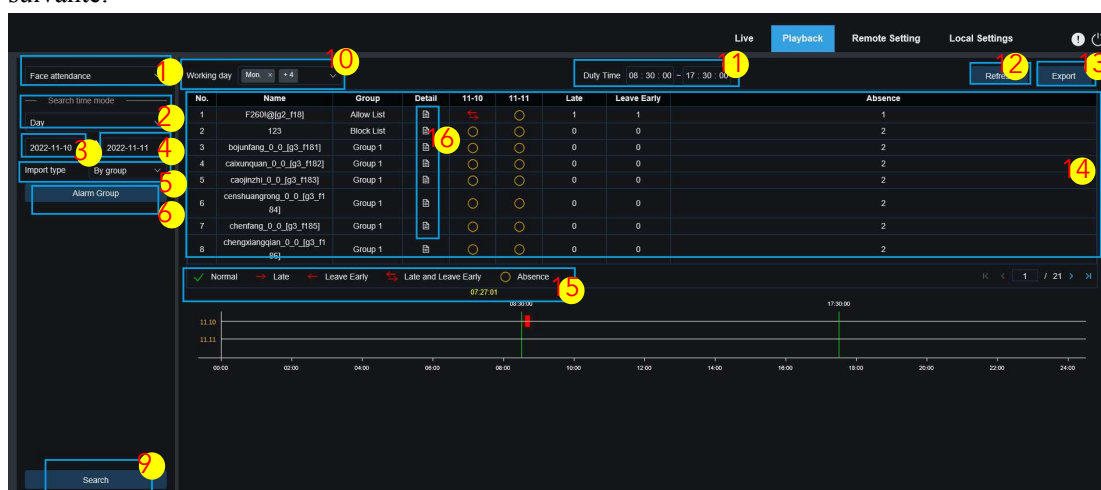 suivante:
Live Playback Remote Setting Local Settings
Face attendance 1 Working day Mon. × + 4 10 Duty Time 08 : 30 : 00 ~ 17 : 30 : 00 11 Refresh 12 Export 13
Search time mode 2
Day
2022-11-10 3 2022-11-11 4
Import type By group 5
Alarm Group 6
No. Name Group Detail 11-10 11-11 Late Leave Early Absence
1 F260I@[g2_f18] Allow List 1 1 1
2 123 Block List 16 0 0 2
3 bojunfang_0_0_[g3_f181] Group 1 0 0 2
4 caixunquan_0_0_[g3_f182] Group 1 0 0 2 14
5 caojinzhi_0_0_[g3_f183] Group 1 0 0 2
6 censhuangrong_0_0_[g3_f1
84] Group 1 0 0 2
7 chenfang_0_0_[g3_f185] Group 1 0 0 2
8 chengxiangqian_0_0_[g3_f1
86] Group 1 0 0 2
Normal Late Leave Early Late and Leave Early Absence 15 1 / 21
07:27:01
08:30:00 17:30:00
11.10
11.11
00:00 02:00 04:00 06:00 08:00 10:00 12:00 14:00 16:00 18:00 20:00 22:00 24:00
9
Search